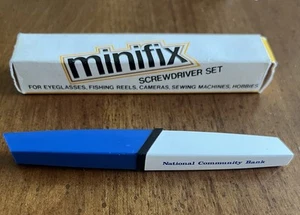 minifix
SCREWDRIVER SET
FOR EYEGLASSES, FISHING REELS, CAMERAS, SEWING MACHINES, HOBBIES
National Community Bank